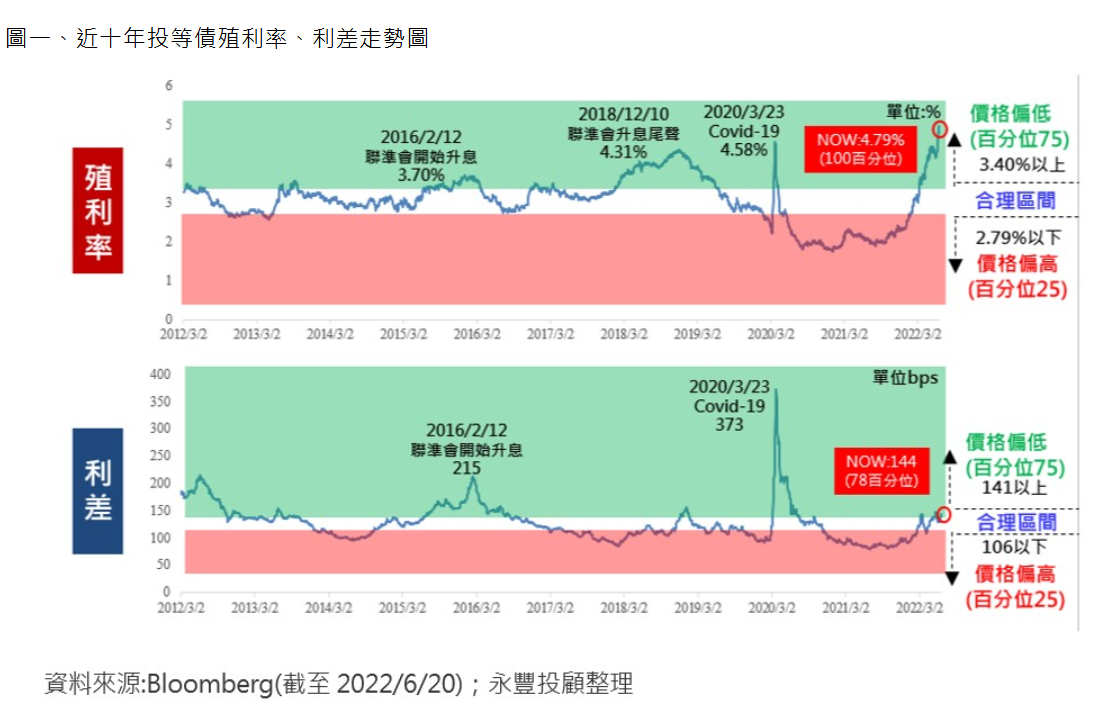 圖一、近十年投等債殖利率、利差走勢圖
殖利率
6
5
4
3
2
1
0
2016/2/12
聯準會開始升息
3.70%
2018/12/10
聯準會升息尾聲
4.31%
2020/3/23
Covid-19
4.58%
單位:%
NOW:4.79%
(100百分位)
價格偏低
(百分位75)
3.40%以上
合理區間
2.79%以下
價格偏高
(百分位25)
2012/3/2 2013/3/2 2014/3/2 2015/3/2 2016/3/2 2017/3/2 2018/3/2 2019/3/2 2020/3/2 2021/3/2 2022/3/2
利差
400
350
300
250
200
150
100
50
0
2016/2/12
聯準會開始升息
215
2020/3/23
Covid-19
373
單位bps
NOW:144
(78百分位)
價格偏低
(百分位75)
141以上
合理區間
106以下
價格偏高
(百分位25)
2012/3/2 2013/3/2 2014/3/2 2015/3/2 2016/3/2 2017/3/2 2018/3/2 2019/3/2 2020/3/2 2021/3/2 2022/3/2
資料來源:Bloomberg(截至 2022/6/20)；永豐投顧整理